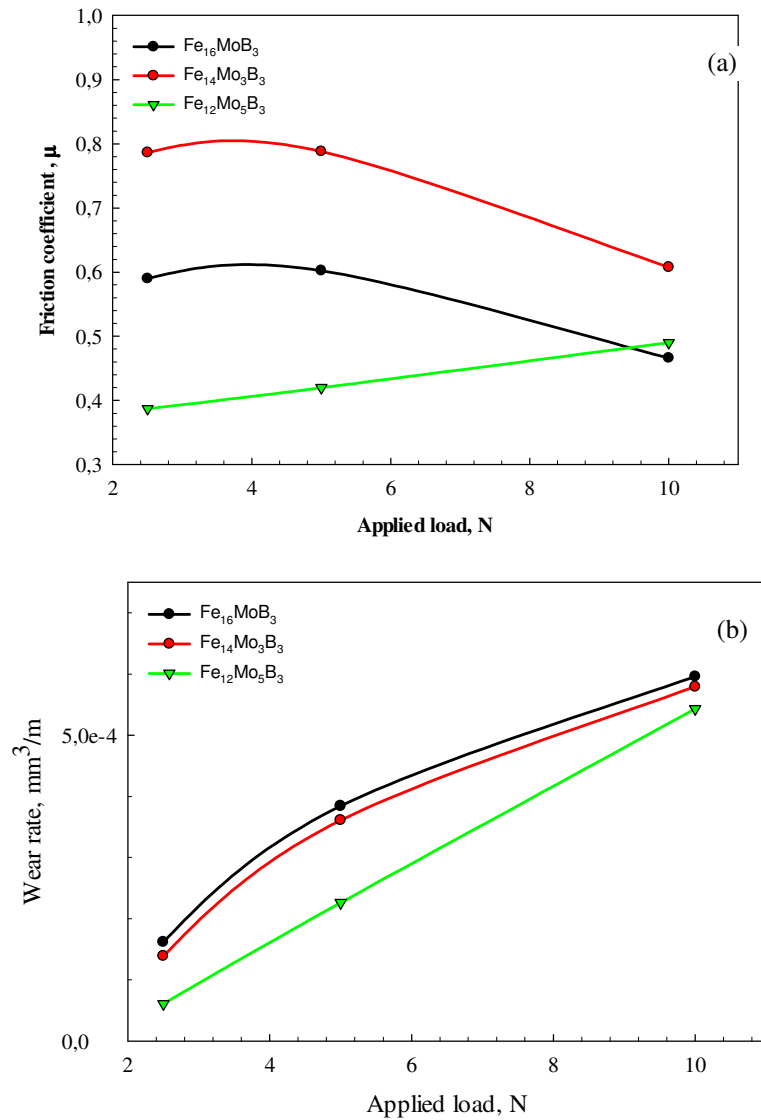 1,0
Fe16MoB3
(a)
Fe14Mo3B3
0,9
Fe12Mo5B3
0,8
0,7
0,6
0,5
0,4
0,3
Friction coefficient , μ
2 4 6 8 10
Applied load, N
Fe16MoB3
(b)
Fe14Mo3B3
Fe12Mo5B3
5,0e-4
0,0
Wear rate, mm³/m
2 4 6 8 10
Applied load, N